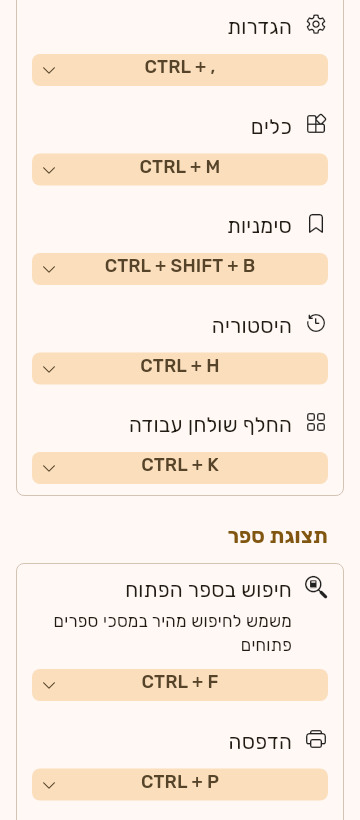 הגדרות
CTRL + ,
כלים
CTRL + M
סימניות
CTRL + SHIFT + B
היסטוריה
CTRL + H
החלף שולחן עבודה
CTRL + K
תצוגת ספר
חיפוש בספר הפתוח
משמש לחיפוש מהיר במסכי ספרים
פתוחים
CTRL + F
הדפסה
CTRL + P